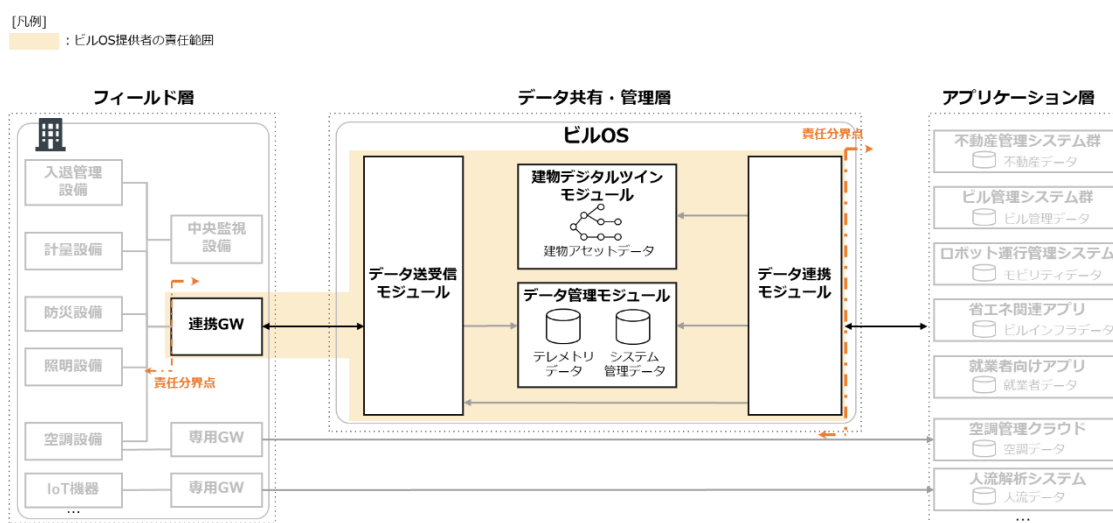 [凡例]
：ビルOS提供者の責任範囲
フィールド層
データ共有・管理層
アプリケーション層
入退管理
設備
計量設備
防災設備
照明設備
空調設備
IoT機器
…
中央監視
設備
連携GW
責任分界点
専用GW
専用GW
ビルOS
責任分界点
データ送受信
モジュール
建物デジタルツイン
モジュール
建物アセットデータ
データ管理モジュール
テレメトリ
データ
システム
管理データ
データ連携
モジュール
不動産管理システム群
不動産データ
ビル管理システム群
ビル管理データ
ロボット運行管理システム
モビリティデータ
省エネ関連アプリ
ビルインフラデータ
就業者向けアプリ
就業者データ
空調管理クラウド
空調データ
人流解析システム
人流データ
…